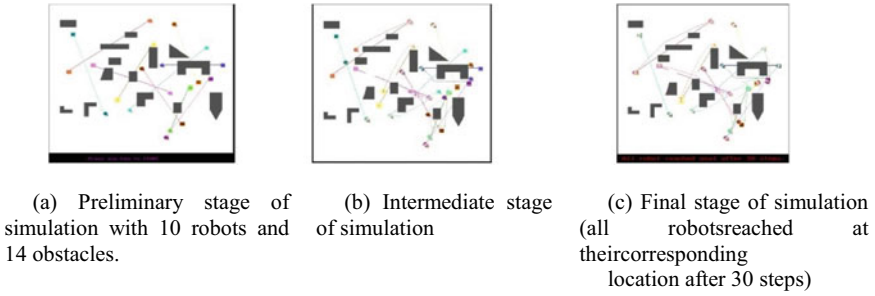 (a) Preliminary stage of
simulation with 10 robots and
14 obstacles.
(b) Intermediate stage
of simulation
(c) Final stage of simulation
(all robotsreached at
theircorresponding
location after 30 steps)